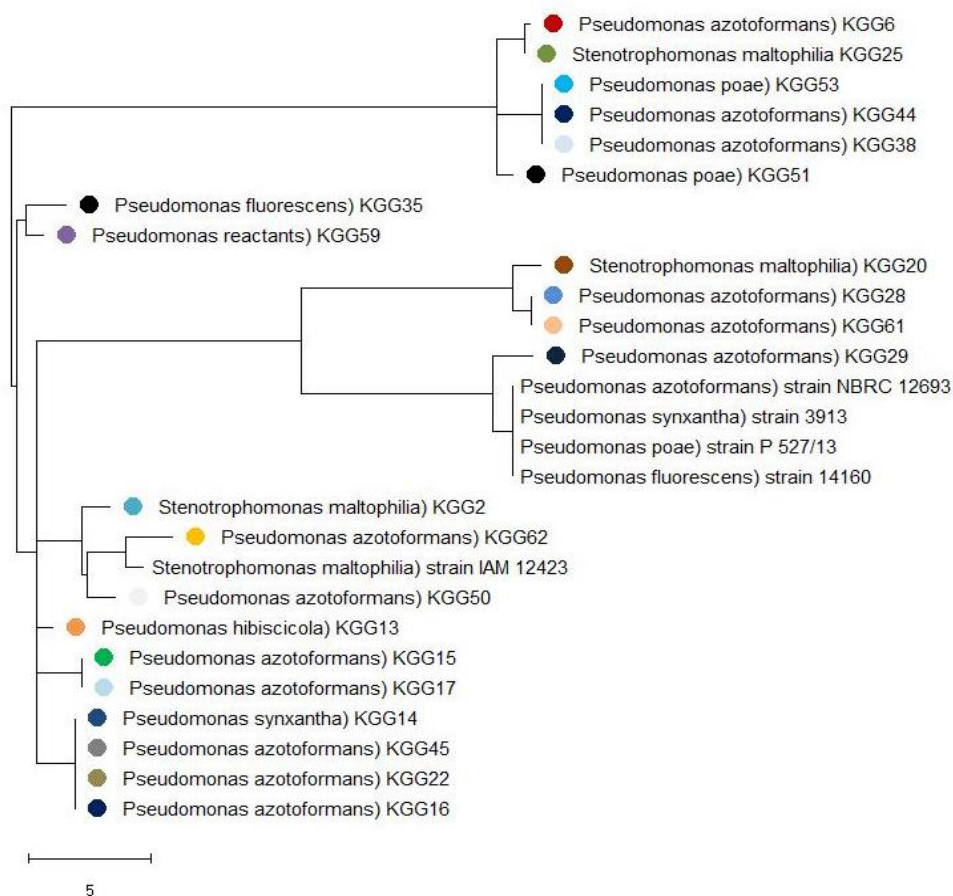 Pseudomonas azotoformans) KGG6
Stenotrophomonas maltophilia KGG25
Pseudomonas poae) KGG53
Pseudomonas azotoformans) KGG44
Pseudomonas azotoformans) KGG38
Pseudomonas poae) KGG51
Pseudomonas fluorescens) KGG35
Pseudomonas reactants) KGG59
Stenotrophomonas maltophilia) KGG20
Pseudomonas azotoformans) KGG28
Pseudomonas azotoformans) KGG61
Pseudomonas azotoformans) KGG29
Pseudomonas azotoformans) strain NBRC 12693
Pseudomonas synxantha) strain 3913
Pseudomonas poae) strain P 527/13
Pseudomonas fluorescens) strain 14160
Stenotrophomonas maltophilia) KGG2
Pseudomonas azotoformans) KGG62
Stenotrophomonas maltophilia) strain IAM 12423
Pseudomonas azotoformans) KGG50
Pseudomonas hibiscicola) KGG13
Pseudomonas azotoformans) KGG15
Pseudomonas azotoformans) KGG17
Pseudomonas synxantha) KGG14
Pseudomonas azotoformans) KGG45
Pseudomonas azotoformans) KGG22
Pseudomonas azotoformans) KGG16
5